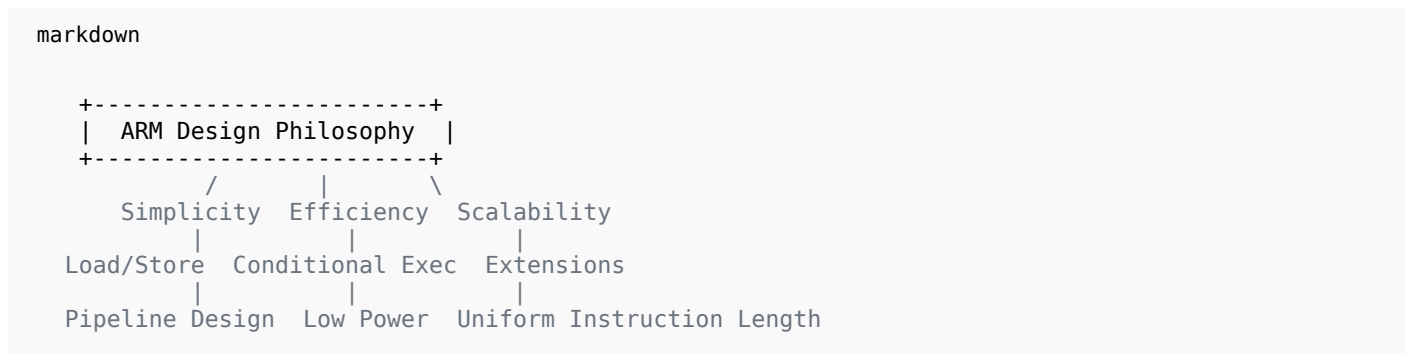 markdown
+------------------------+
|  ARM Design Philosophy  |
+------------------------+
/       |       \
Simplicity  Efficiency  Scalability
|          |           |
Load/Store  Conditional Exec  Extensions
|          |           |
Pipeline Design  Low Power  Uniform Instruction Length